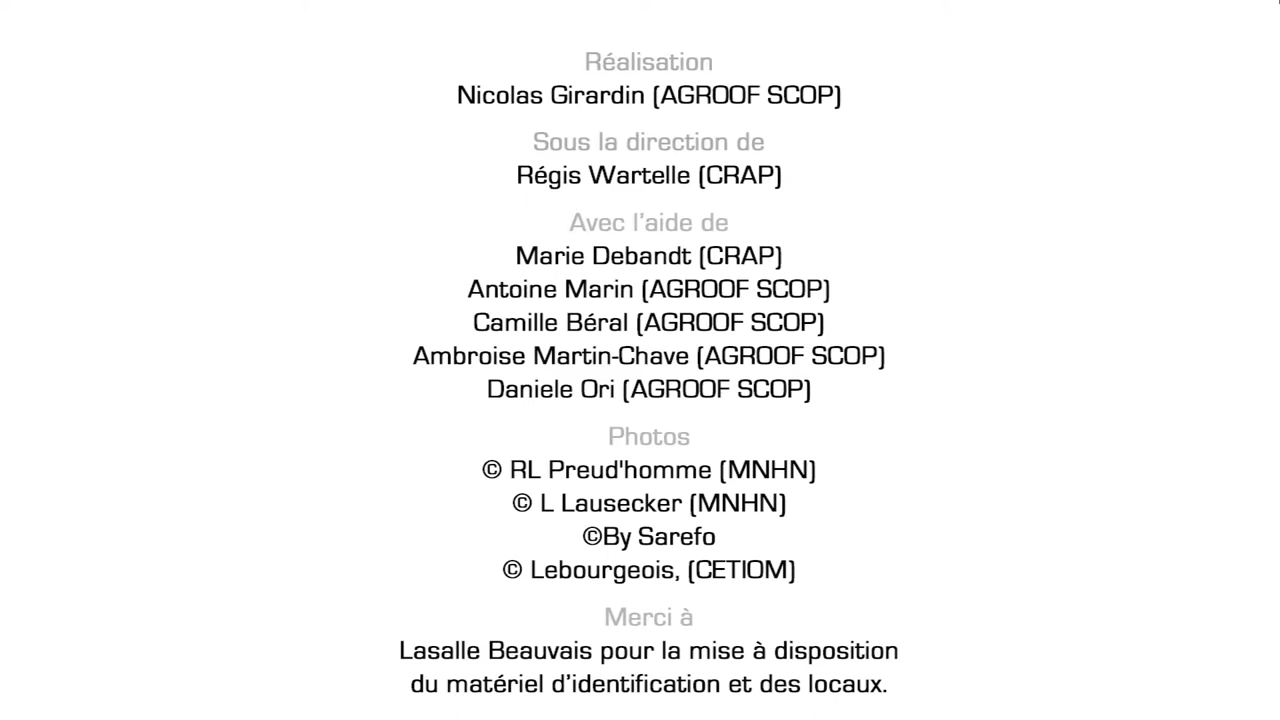 Réalisation
Nicolas Girardin (AGROOF SCOP)
Sous la direction de
Régis Wartelle (CRAP)
Avec l’aide de
Marie Debandt (CRAP)
Antoine Marin (AGROOF SCOP)
Camille Béral (AGROOF SCOP)
Ambroise Martin-Chave (AGROOF SCOP)
Daniele Ori (AGROOF SCOP)
Photos
© RL Preud'homme (MNHN)
© L Lausecker (MNHN)
©By Sarefo
© Lebourgeois, (CETIOM)
Merci à
Lasalle Beauvais pour la mise à disposition
du matériel d’identification et des locaux.